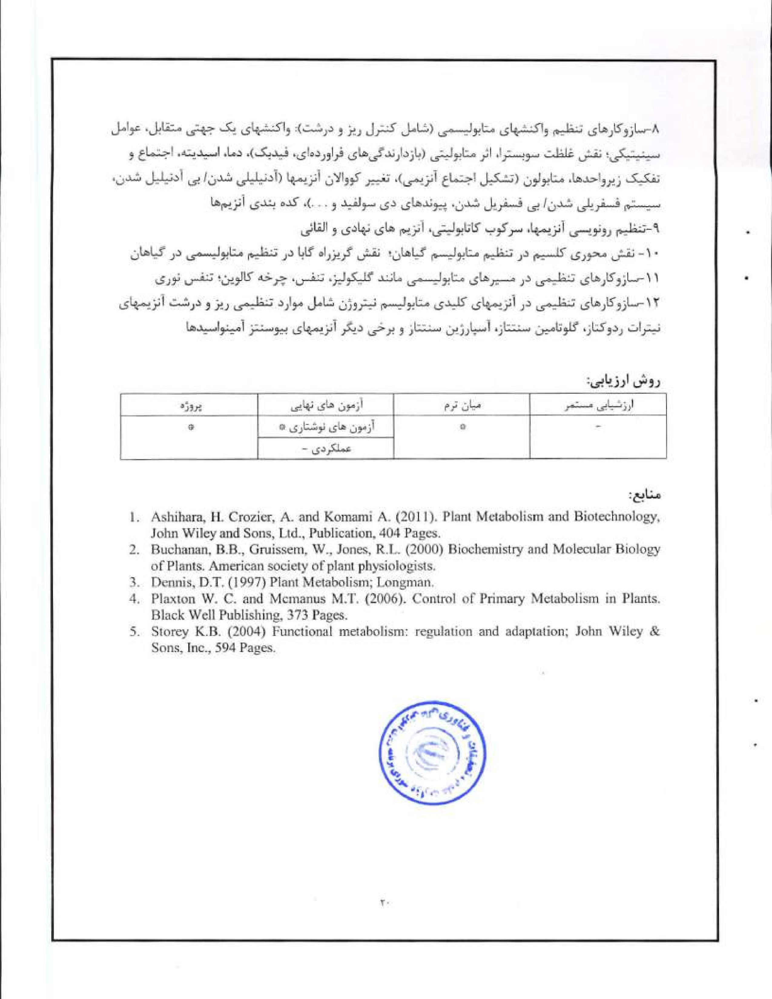 ۸-سازوکارهای تنظیم واکنشهای متابولیسمی (شامل کنترل ریز و درشت): واکنشهای یک جهتی متقابل، عوامل
سینیتیکی؛ نقش غلظت سوبسترا، اثر متابولیتی (بازدارندگی‌های فراورده‌ای، فیدبک)، دما، اسیدیته، اجتماع و
تفکیک زیرواحدها، متابولون (تشکیل اجتماع آنزیمی)، تغییر کووالان آنزیمها (آدنیلیلی شدن/ بی آدنیلیل شدن،
سیستم فسفریلی شدن/ بی فسفریل شدن، پیوندهای دی سولفید و ...)، کده بندی آنزیم‌ها
۹-تنظیم رونویسی آنزیمها، سرکوب کاتابولیتی، آنزیم های نهادی و القائی
۱۰- نقش محوری کلسیم در تنظیم متابولیسم گیاهان؛ نقش گریزراه گابا در تنظیم متابولیسمی در گیاهان
۱۱-سازوکارهای تنظیمی در مسیرهای متابولیسمی مانند گلیکولیز، تنفس، چرخه کالوین؛ تنفس نوری
۱۲-سازوکارهای تنظیمی در آنزیمهای کلیدی متابولیسم نیتروژن شامل موارد تنظیمی ریز و درشت آنزیمهای
نیترات ردوکتاز، گلوتامین سنتتاز، آسپارژین سنتتاز و برخی دیگر آنزیمهای بیوسنتز آمینواسیدها
روش ارزیابی:
ارزشیابی مستمر میان ترم آزمون های نهایی پروژه
- * آزمون های نوشتاری * *
عملکردی -
منابع:
1. Ashihara, H. Crozier, A. and Komami A. (2011). Plant Metabolism and Biotechnology,
John Wiley and Sons, Ltd., Publication, 404 Pages.
2. Buchanan, B.B., Gruissem, W., Jones, R.L. (2000) Biochemistry and Molecular Biology
of Plants. American society of plant physiologists.
3. Dennis, D.T. (1997) Plant Metabolism; Longman.
4. Plaxton W. C. and Mcmanus M.T. (2006). Control of Primary Metabolism in Plants.
Black Well Publishing, 373 Pages.
5. Storey K.B. (2004) Functional metabolism: regulation and adaptation; John Wiley &
Sons, Inc., 594 Pages.
تحقیقات و فناوری
۲۰